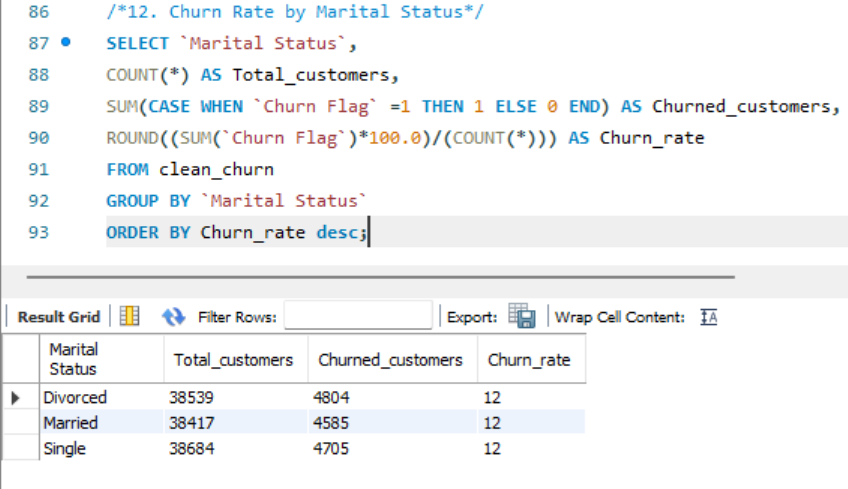 86 /*12. Churn Rate by Marital Status*/
87 SELECT `Marital Status`,
88 COUNT(*) AS Total_customers,
89 SUM(CASE WHEN `Churn Flag` =1 THEN 1 ELSE 0 END) AS Churned_customers,
90 ROUND((SUM(`Churn Flag`)*100.0)/(COUNT(*))) AS Churn_rate
91 FROM clean_churn
92 GROUP BY `Marital Status`
93 ORDER BY Churn_rate desc;
Result Grid Filter Rows: Export: Wrap Cell Content: IA
Marital Status Total_customers Churned_customers Churn_rate
Divorced 38539 4804 12
Married 38417 4585 12
Single 38684 4705 12